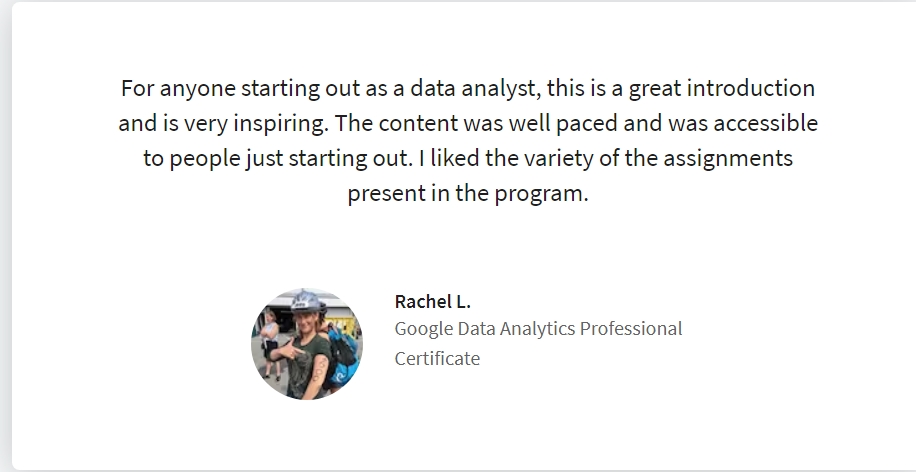 For anyone starting out as a data analyst, this is a great introduction
and is very inspiring. The content was well paced and was accessible
to people just starting out. I liked the variety of the assignments
present in the program.
Rachel L.
Google Data Analytics Professional
Certificate